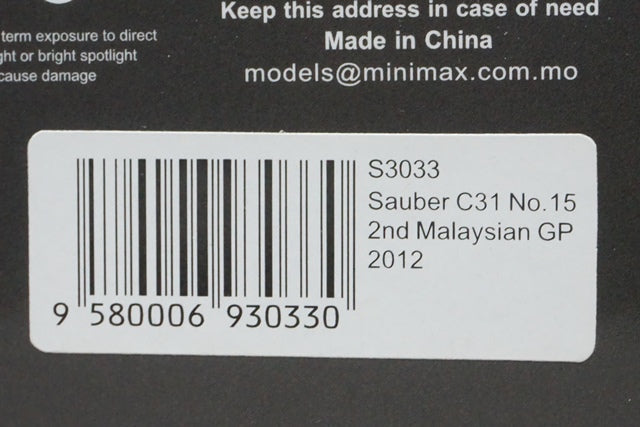 term exposure to direct
ght or bright spotlight
cause damage
Keep this address in case of need
Made in China
models@minimax.com.mo
S3033
Sauber C31 No.15
2nd Malaysian GP
2012
9 580006 930330